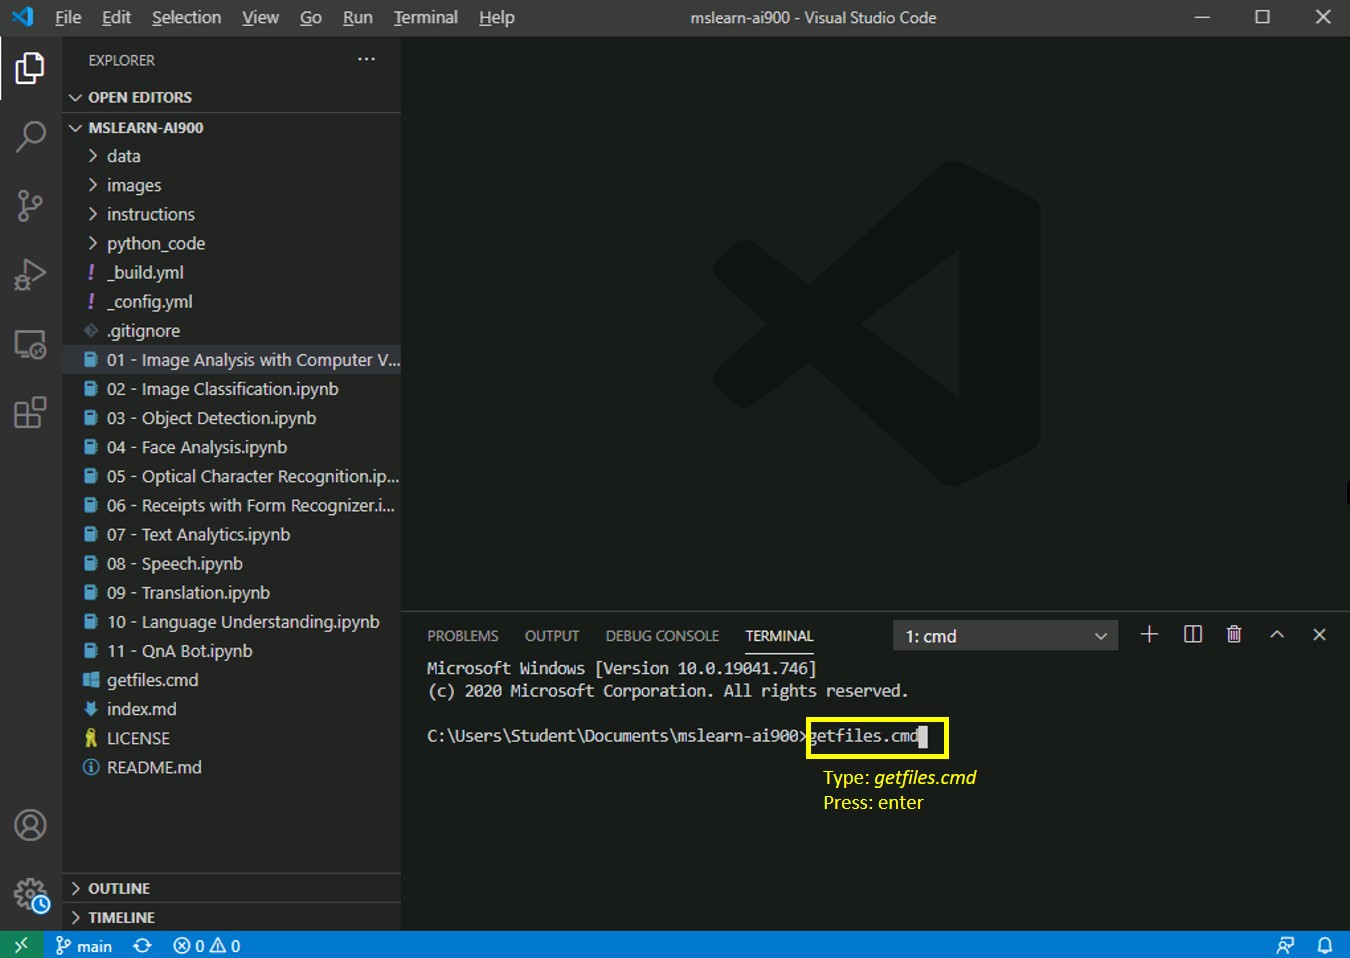 File Edit Selection View Go Run Terminal Help mslearn-ai900 - Visual Studio Code
EXPLORER ...
OPEN EDITORS
MSLEARN-AI900
data
images
instructions
python_code
! _build.yml
! _config.yml
.gitignore
01 - Image Analysis with Computer V...
02 - Image Classification.ipynb
03 - Object Detection.ipynb
04 - Face Analysis.ipynb
05 - Optical Character Recognition.ip...
06 - Receipts with Form Recognizer.i...
07 - Text Analytics.ipynb
08 - Speech.ipynb
09 - Translation.ipynb
10 - Language Understanding.ipynb
11 - QnA Bot.ipynb
getfiles.cmd
index.md
LICENSE
README.md
OUTLINE
TIMELINE
PROBLEMS OUTPUT DEBUG CONSOLE TERMINAL 1: cmd
Microsoft Windows [Version 10.0.19041.746]
(c) 2020 Microsoft Corporation. All rights reserved.
C:\Users\Student\Documents\mslearn-ai900>getfiles.cmd
Type: getfiles.cmd
Press: enter
main 0 0